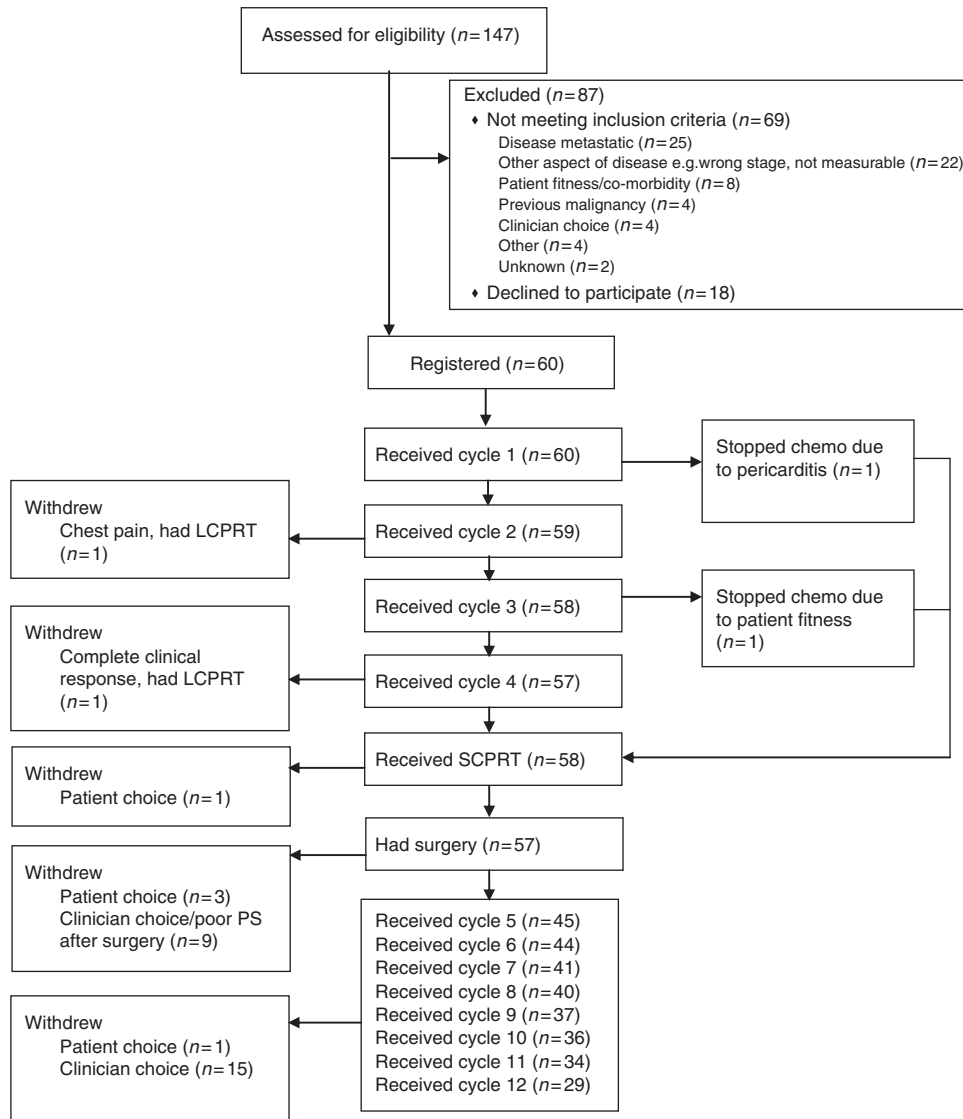 Assessed for eligibility (n=147)
Excluded (n=87)
♦ Not meeting inclusion criteria (n=69)
Disease metastatic (n=25)
Other aspect of disease e.g.wrong stage, not measurable (n=22)
Patient fitness/co-morbidity (n=8)
Previous malignancy (n=4)
Clinician choice (n=4)
Other (n=4)
Unknown (n=2)
♦ Declined to participate (n=18)
Registered (n=60)
Received cycle 1 (n=60)
Stopped chemo due
to pericarditis (n=1)
Withdrew
Chest pain, had LCPRT
(n=1)
Received cycle 2 (n=59)
Received cycle 3 (n=58)
Stopped chemo due
to patient fitness
(n=1)
Withdrew
Complete clinical
response, had LCPRT
(n=1)
Received cycle 4 (n=57)
Received SCPRT (n=58)
Withdrew
Patient choice (n=1)
Had surgery (n=57)
Withdrew
Patient choice (n=3)
Clinician choice/poor PS
after surgery (n=9)
Received cycle 5 (n=45)
Received cycle 6 (n=44)
Received cycle 7 (n=41)
Received cycle 8 (n=40)
Received cycle 9 (n=37)
Received cycle 10 (n=36)
Received cycle 11 (n=34)
Received cycle 12 (n=29)
Withdrew
Patient choice (n=1)
Clinician choice (n=15)